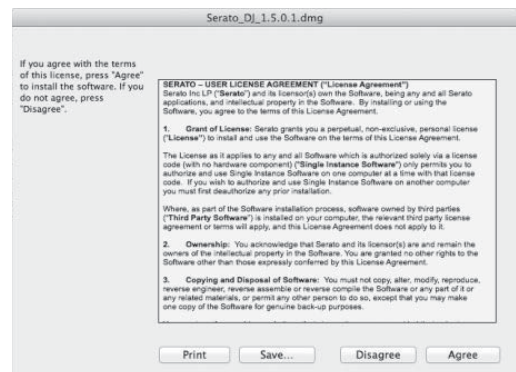 Serato_DJ_1.5.0.1.dmg
If you agree with the terms
of this license, press "Agree"
to install the software. If you
do not agree, press
"Disagree".
SERATO – USER LICENSE AGREEMENT ("License Agreement")
Serato Inc LP ("Serato") and its licensor(s) own the Software, being any and all Serato
applications, and intellectual property in the Software. By installing or using the
Software, you agree to the terms of this License Agreement.
1. Grant of License: Serato grants you a perpetual, non-exclusive, personal license
("License") to install and use the Software on the terms of this License Agreement.
The License as it applies to any and all Software which is authorized solely via a license
code (with no hardware component) ("Single Instance Software") only permits you to
authorize and use Single Instance Software on one computer at a time with that license
code. If you wish to authorize and use Single Instance Software on another computer
you must first deauthorize any prior installation.
Where, as part of the Software installation process, software owned by third parties
("Third Party Software") is installed on your computer, the relevant third party license
agreement or terms will apply, and this License Agreement does not apply to it.
2. Ownership: You acknowledge that Serato and its licensor(s) are and remain the
owners of the intellectual property in the Software. You are granted no other rights to the
Software other than those expressly conferred by this License Agreement.
3. Copying and Disposal of Software: You must not copy, alter, modify, reproduce,
reverse engineer, reverse assemble or reverse compile the Software or any part of it or
any related materials, or permit any other person to do so, except that you may make
one copy of the Software for genuine back-up purposes.
Print Save... Disagree Agree